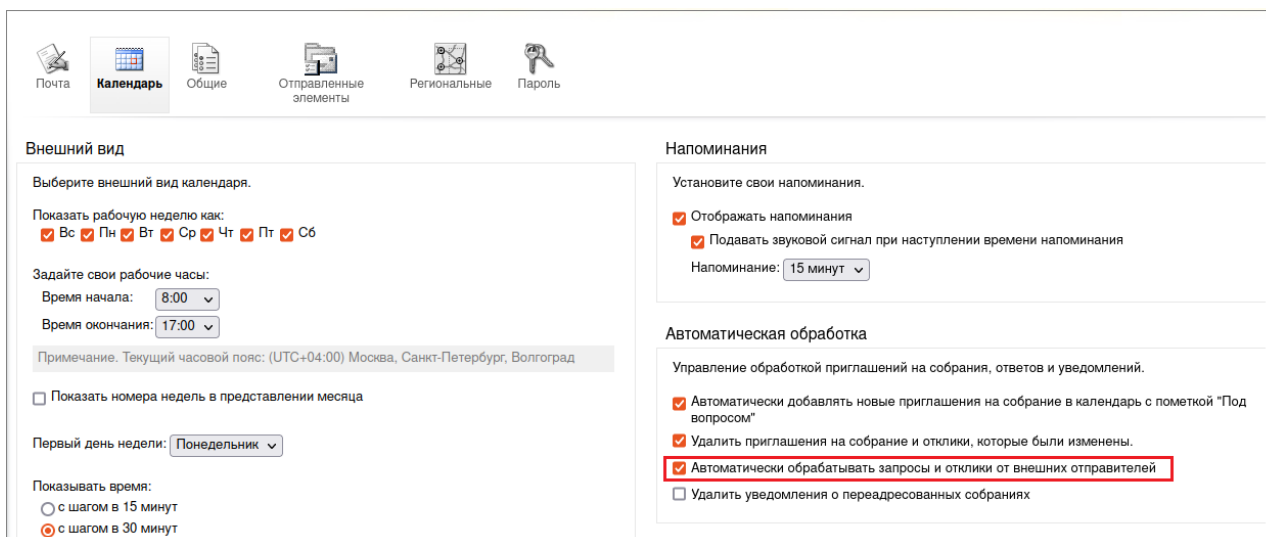 Почта
Календарь
Общие
Отправленные
элементы
Региональные
Пароль
Внешний вид
Выберите внешний вид календаря.
Показать рабочую неделю как:
Вс Пн Вт Ср Чт Пт Сб
Задайте свои рабочие часы:
Время начала: 8:00
Время окончания: 17:00
Примечание. Текущий часовой пояс: (UTC+04:00) Москва, Санкт-Петербург, Волгоград
Показать номера недель в представлении месяца
Первый день недели: Понедельник
Показывать время:
с шагом в 15 минут
с шагом в 30 минут
Напоминания
Установите свои напоминания.
Отображать напоминания
Подавать звуковой сигнал при наступлении времени напоминания
Напоминание: 15 минут
Автоматическая обработка
Управление обработкой приглашений на собрания, ответов и уведомлений.
Автоматически добавлять новые приглашения на собрание в календарь с пометкой "Под
вопросом"
Удалить приглашения на собрание и отклики, которые были изменены.
Автоматически обрабатывать запросы и отклики от внешних отправителей
Удалить уведомления о переадресованных собраниях